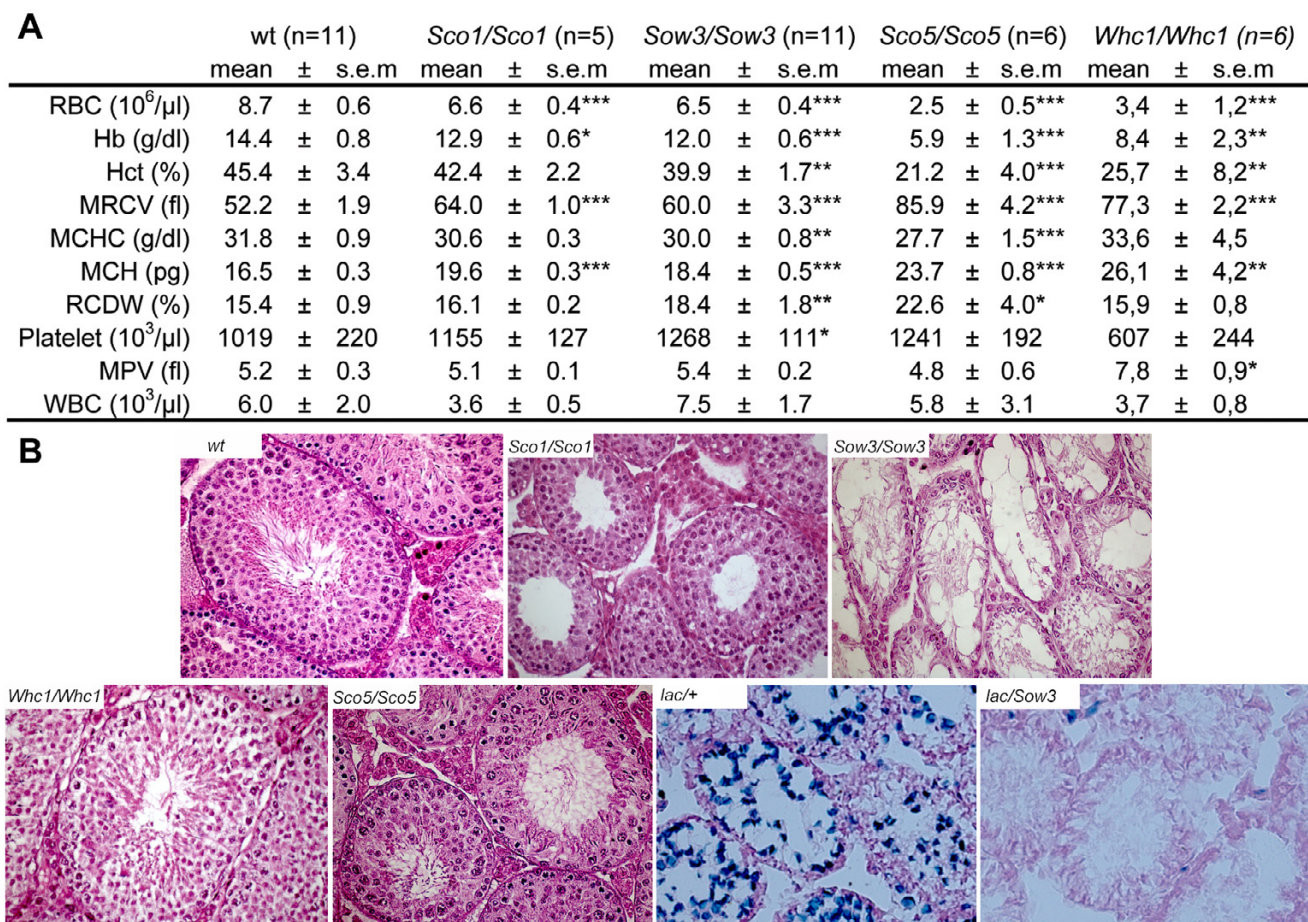 A
wt (n=11) Sco1/Sco1 (n=5) Sow3/Sow3 (n=11) Sco5/Sco5 (n=6) Whc1/Whc1 (n=6)
mean ± s.e.m mean ± s.e.m mean ± s.e.m mean ± s.e.m mean ± s.e.m
RBC (10⁶/µl) 8.7 ± 0.6 6.6 ± 0.4*** 6.5 ± 0.4*** 2.5 ± 0.5*** 3,4 ± 1,2***
Hb (g/dl) 14.4 ± 0.8 12.9 ± 0.6* 12.0 ± 0.6*** 5.9 ± 1.3*** 8,4 ± 2,3**
Hct (%) 45.4 ± 3.4 42.4 ± 2.2 39.9 ± 1.7** 21.2 ± 4.0*** 25,7 ± 8,2**
MRCV (fl) 52.2 ± 1.9 64.0 ± 1.0*** 60.0 ± 3.3*** 85.9 ± 4.2*** 77,3 ± 2,2***
MCHC (g/dl) 31.8 ± 0.9 30.6 ± 0.3 30.0 ± 0.8** 27.7 ± 1.5*** 33,6 ± 4,5
MCH (pg) 16.5 ± 0.3 19.6 ± 0.3*** 18.4 ± 0.5*** 23.7 ± 0.8*** 26,1 ± 4,2**
RCDW (%) 15.4 ± 0.9 16.1 ± 0.2 18.4 ± 1.8** 22.6 ± 4.0* 15,9 ± 0,8
Platelet (10³/µl) 1019 ± 220 1155 ± 127 1268 ± 111* 1241 ± 192 607 ± 244
MPV (fl) 5.2 ± 0.3 5.1 ± 0.1 5.4 ± 0.2 4.8 ± 0.6 7,8 ± 0,9*
WBC (10³/µl) 6.0 ± 2.0 3.6 ± 0.5 7.5 ± 1.7 5.8 ± 3.1 3,7 ± 0,8
B
wt Sco1/Sco1 Sow3/Sow3
Whc1/Whc1 Sco5/Sco5 lac/+ lac/Sow3